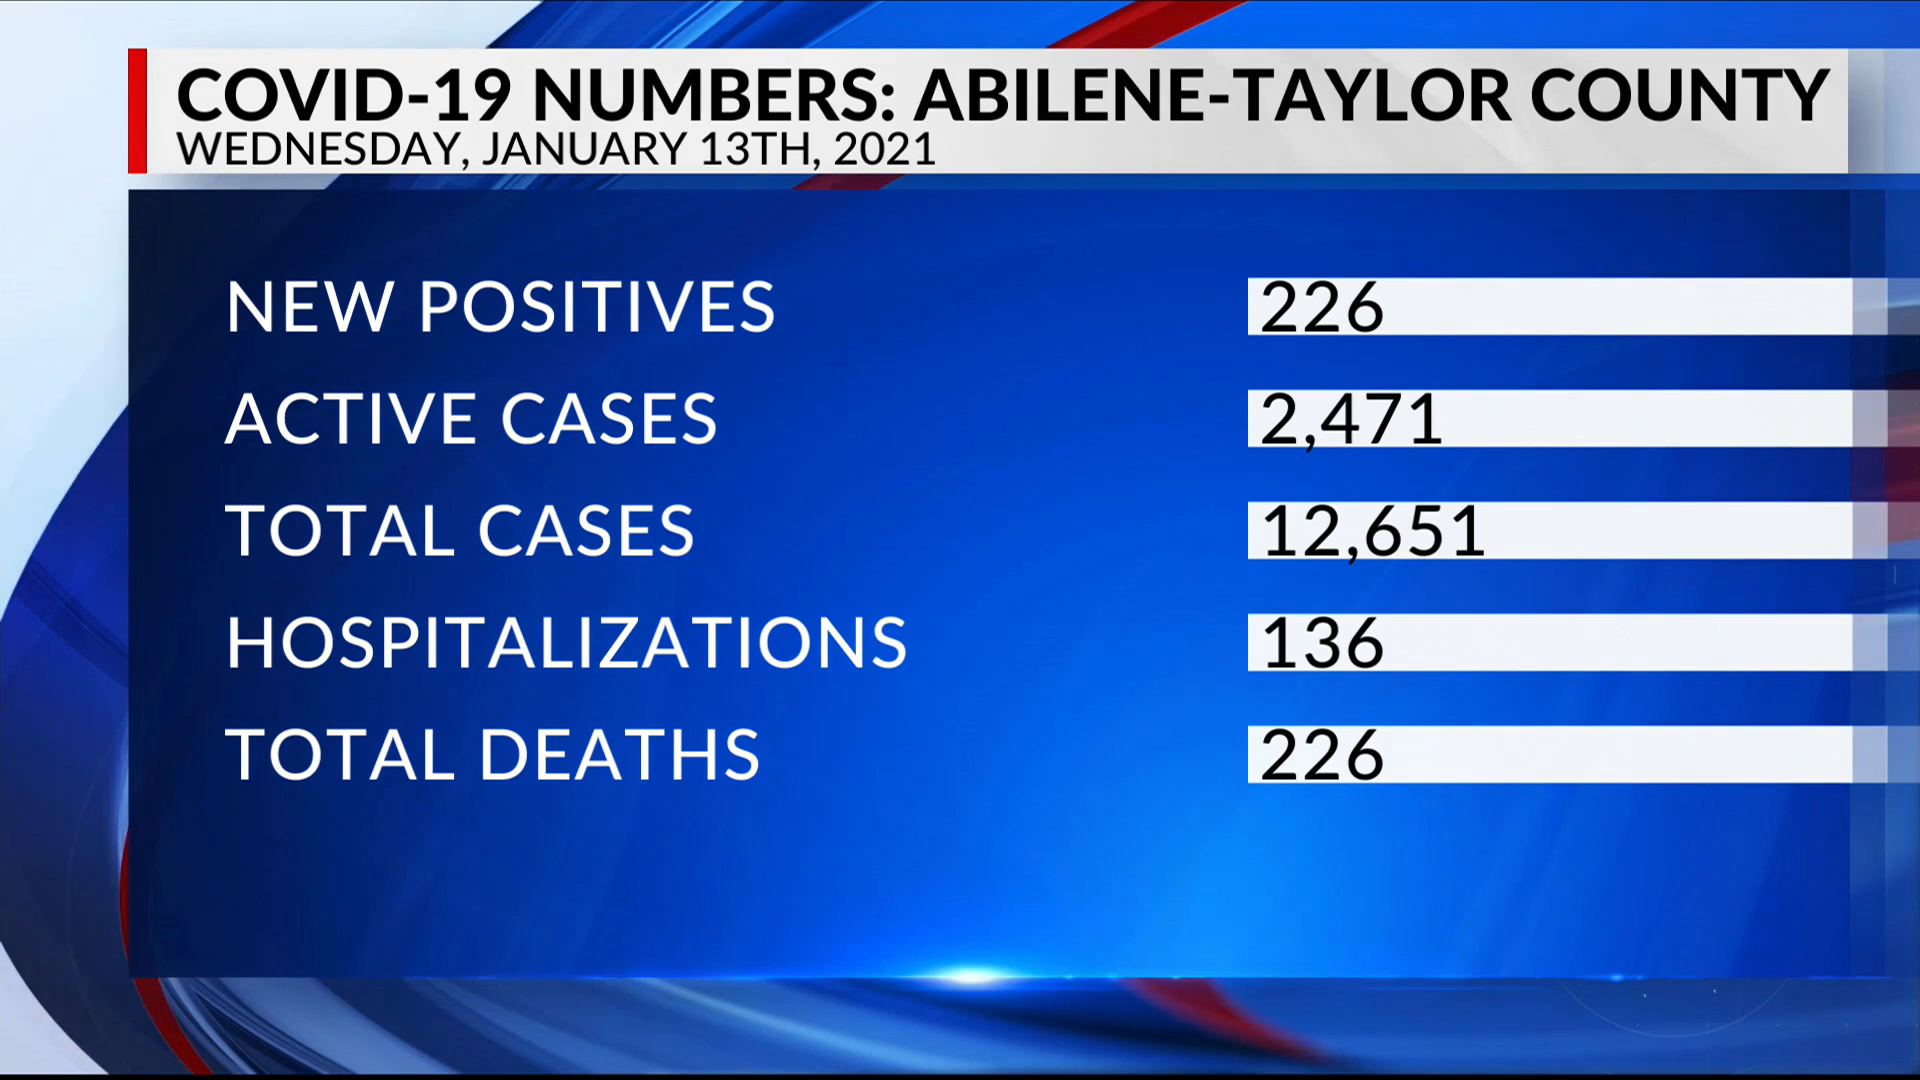 COVID-19 NUMBERS: ABILENE-TAYLOR COUNTY
WEDNESDAY, JANUARY 13TH, 2021
NEW POSITIVES 226
ACTIVE CASES 2,471
TOTAL CASES 12,651
HOSPITALIZATIONS 136
TOTAL DEATHS 226